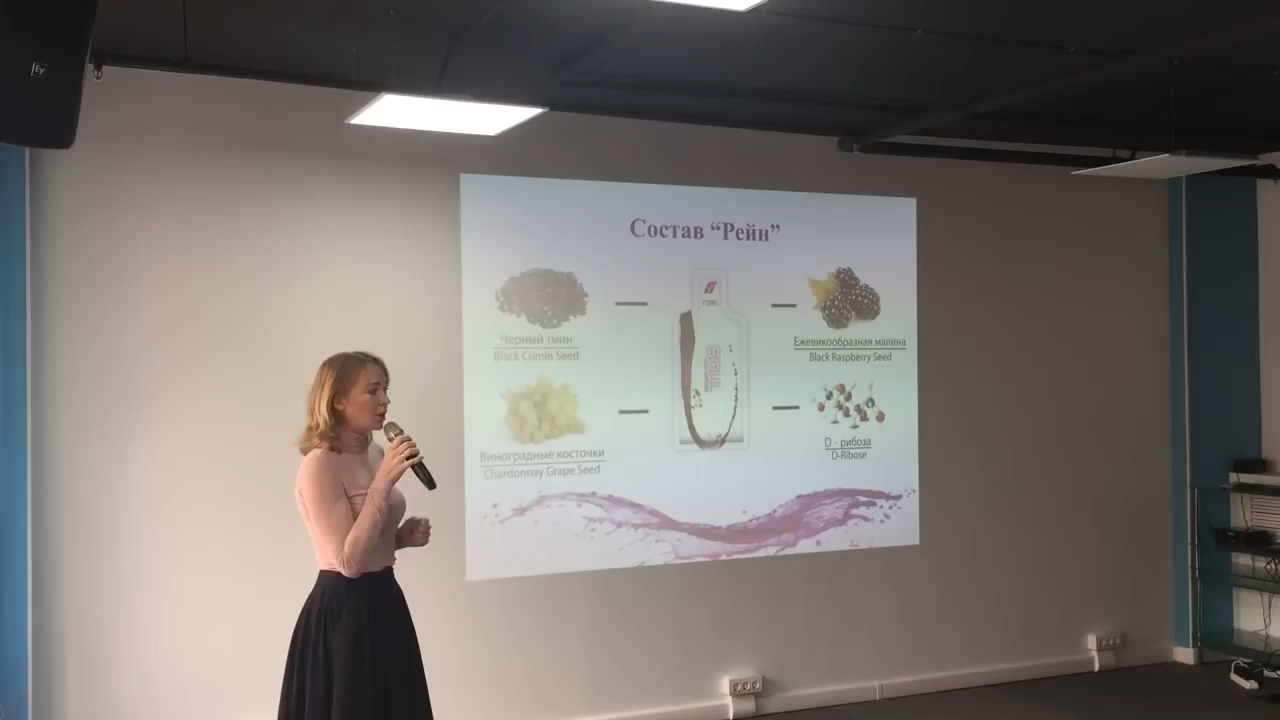 Состав “Рейн”
Черный тмин
Black Cumin Seed
Ежевикообразная малина
Black Raspberry Seed
SOUL
Виноградные косточки
Chardonnay Grape Seed
D - рибоза
D-Ribose
EV